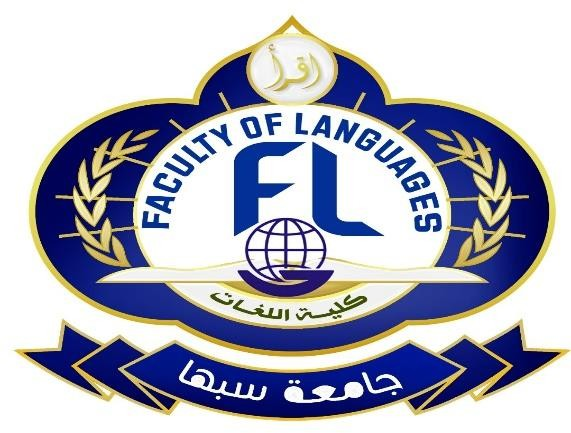 اقرأ
FACULTY OF LANGUAGES
FL
كلية اللغات
جامعة سبها